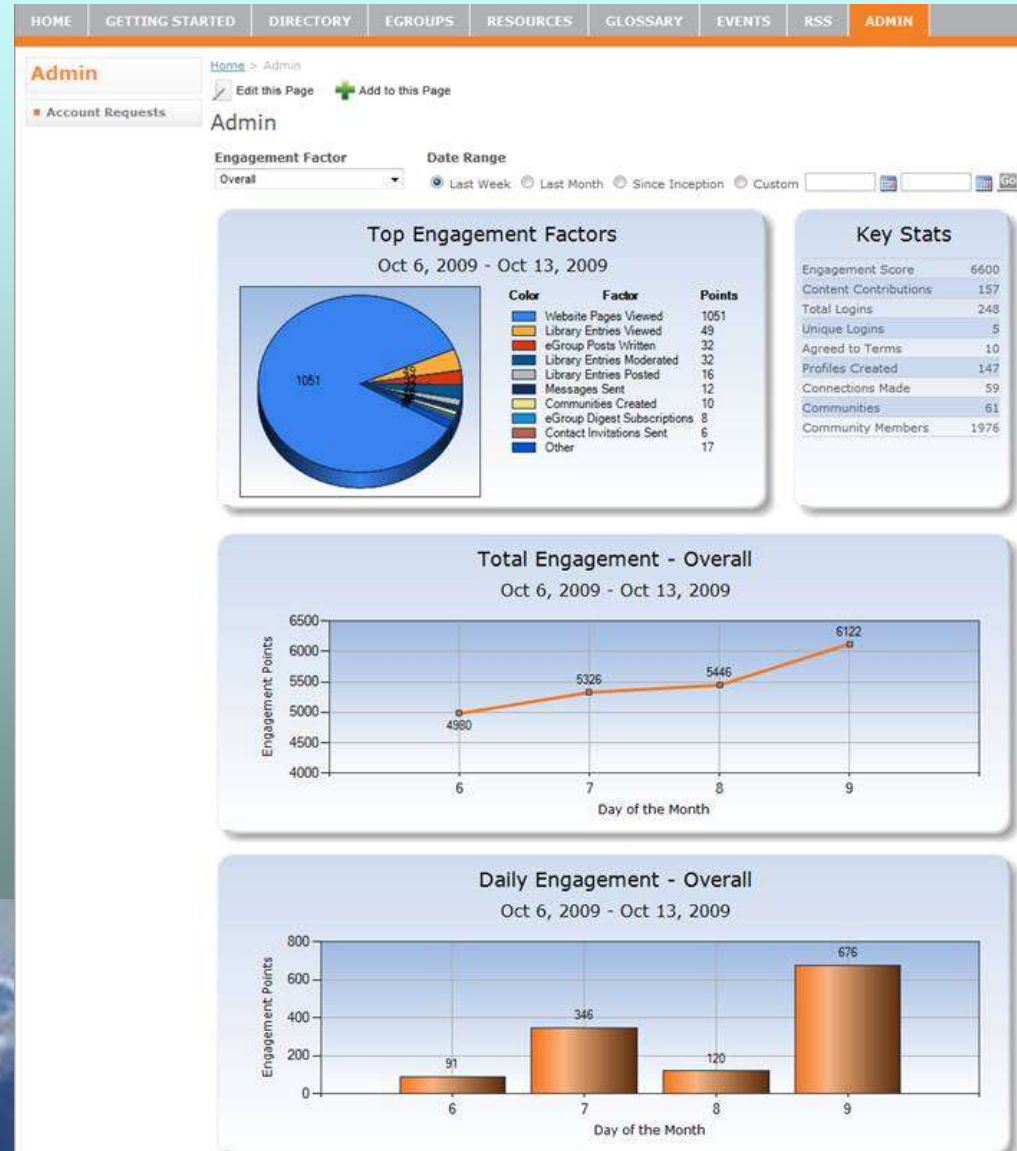 HOME GETTING STARTED DIRECTORY EGROUPS RESOURCES GLOSSARY EVENTS RSS ADMIN
Admin
Account Requests
Home > Admin
Edit this Page Add to this Page
Admin
Engagement Factor Date Range
Overall Last Week Last Month Since Inception Custom Go
Top Engagement Factors
Oct 6, 2009 - Oct 13, 2009
1051
49
Color Factor Points
Website Pages Viewed 1051
Library Entries Viewed 49
eGroup Posts Written 32
Library Entries Moderated 32
Library Entries Posted 16
Messages Sent 12
Communities Created 10
eGroup Digest Subscriptions 8
Contact Invitations Sent 6
Other 17
Key Stats
Engagement Score 6600
Content Contributions 157
Total Logins 248
Unique Logins 5
Agreed to Terms 10
Profiles Created 147
Connections Made 59
Communities 61
Community Members 1976
Total Engagement - Overall
Oct 6, 2009 - Oct 13, 2009
Engagement Points
6500
6000
5500
5000
4500
4000
4980
5326
5446
6122
6 7 8 9
Day of the Month
Daily Engagement - Overall
Oct 6, 2009 - Oct 13, 2009
Engagement Points
800
600
400
200
0
91
346
120
676
6 7 8 9
Day of the Month